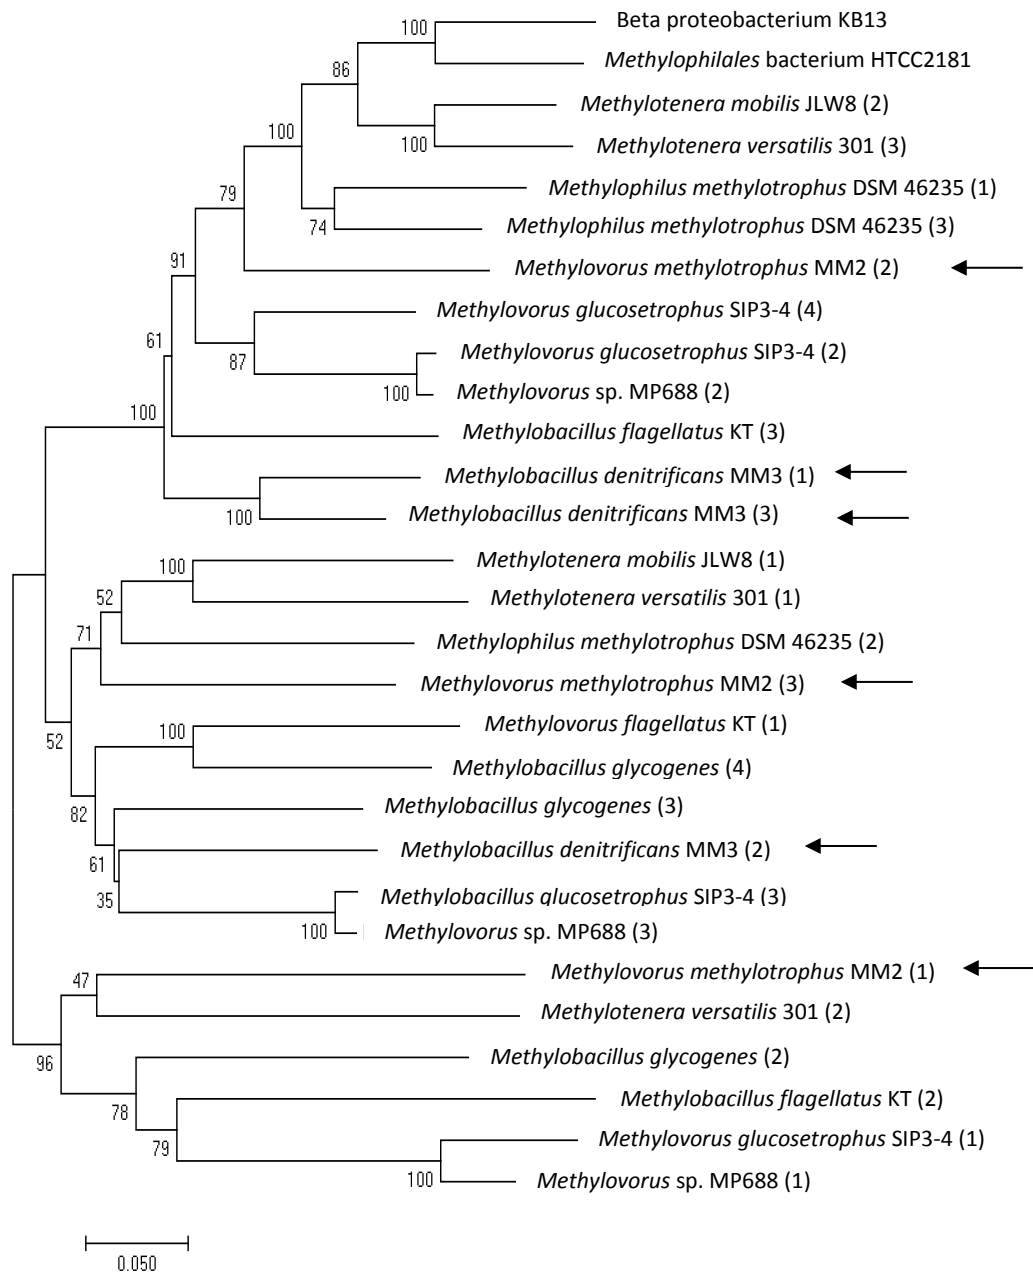 Beta proteobacterium KB13
100
Methylophilales bacterium HTCC2181
86
Methylotenera mobilis JLW8 (2)
100
100
Methylotenera versatilis 301 (3)
Methylophilus methylotrophus DSM 46235 (1)
79
74
Methylophilus methylotrophus DSM 46235 (3)
91
Methylovorus methylotrophus MM2 (2)
Methylovorus glucosetrophus SIP3-4 (4)
61
Methylovorus glucosetrophus SIP3-4 (2)
87
100
Methylovorus sp. MP688 (2)
100
Methylobacillus flagellatus KT (3)
Methylobacillus denitrificans MM3 (1)
100
Methylobacillus denitrificans MM3 (3)
Methylotenera mobilis JLW8 (1)
100
52
Methylotenera versatilis 301 (1)
71
Methylophilus methylotrophus DSM 46235 (2)
Methylovorus methylotrophus MM2 (3)
52
Methylovorus flagellatus KT (1)
100
Methylobacillus glycogenes (4)
82
Methylobacillus glycogenes (3)
61
Methylobacillus denitrificans MM3 (2)
35
Methylobacillus glucosetrophus SIP3-4 (3)
100
Methylovorus sp. MP688 (3)
47
Methylovorus methylotrophus MM2 (1)
Methylotenera versatilis 301 (2)
96
Methylobacillus glycogenes (2)
78
Methylobacillus flagellatus KT (2)
79
Methylovorus glucosetrophus SIP3-4 (1)
100
Methylovorus sp. MP688 (1)
0.050